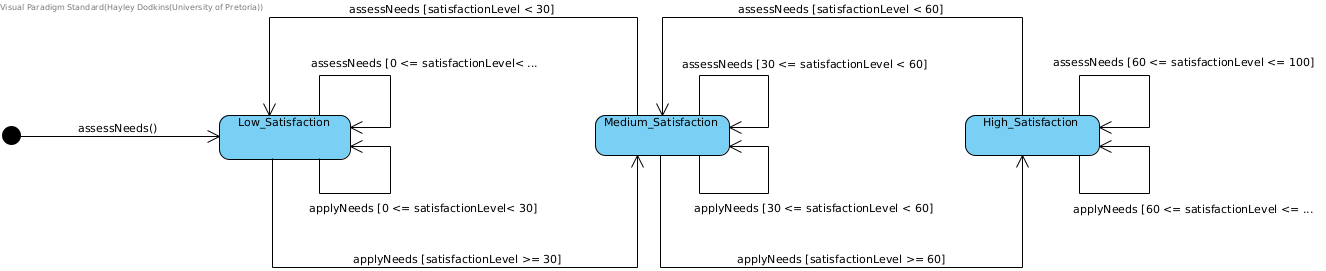 Visual Paradigm Standard(Hayley Dodkins(University of Pretoria))
assessNeeds [satisfactionLevel < 30]
assessNeeds [satisfactionLevel < 60]
assessNeeds [0 <= satisfactionLevel< ...
assessNeeds [30 <= satisfactionLevel < 60]
assessNeeds [60 <= satisfactionLevel <= 100]
assessNeeds()
Low_Satisfaction
Medium_Satisfaction
High_Satisfaction
applyNeeds [0 <= satisfactionLevel< 30]
applyNeeds [30 <= satisfactionLevel < 60]
applyNeeds [60 <= satisfactionLevel <= ...
applyNeeds [satisfactionLevel >= 30]
applyNeeds [satisfactionLevel >= 60]